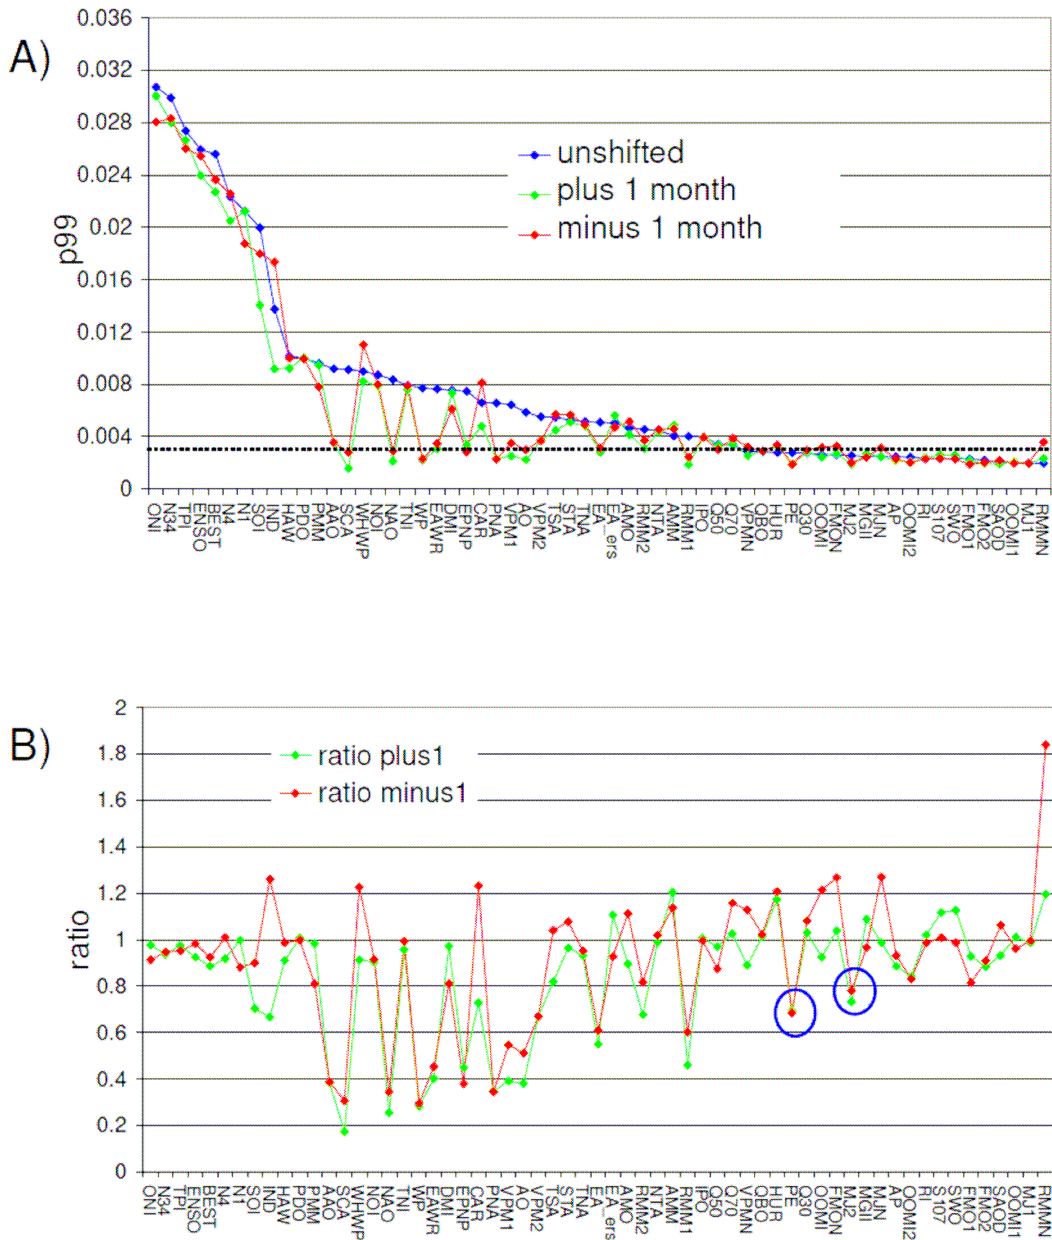 A)
0.036
0.032
0.028
0.024
0.02
0.016
0.012
0.008
0.004
0
p99
unshifted
plus 1 month
minus 1 month
ONI
N34
TPI
ENSO
BEST
N4
N1
SOI
IND
HAW
PDO
PMM
AAO
SCA
WHWP
NOI
NAO
TNI
WP
EAWR
DMI
EPNP
CAR
PNA
VPM1
AO
VPM2
TSA
STA
TNA
EA
EA_ers
AMO
RMM2
NTA
AMM
RMM1
IPO
Q50
Q70
VPMN
QBO
HUR
PE
Q30
OOMI
FMON
MJ2
MGII
MJN
AP
OOMI2
RI
S107
SWO
FMO1
FMO2
SAOD
OOMI1
MJ1
RMMN
B)
2
1.8
1.6
1.4
1.2
1
0.8
0.6
0.4
0.2
0
ratio
ratio plus1
ratio minus1
ONI
N34
TPI
ENSO
BEST
N4
N1
SOI
IND
HAW
PDO
PMM
AAO
SCA
WHWP
NOI
NAO
TNI
WP
EAWR
DMI
EPNP
CAR
PNA
VPM1
AO
VPM2
TSA
STA
TNA
EA
EA_ers
AMO
RMM2
NTA
AMM
RMM1
IPO
Q50
Q70
VPMN
QBO
HUR
PE
Q30
OOMI
FMON
MJ2
MGII
MJN
AP
OOMI2
RI
S107
SWO
FMO1
FMO2
SAOD
OOMI1
MJ1
RMMN